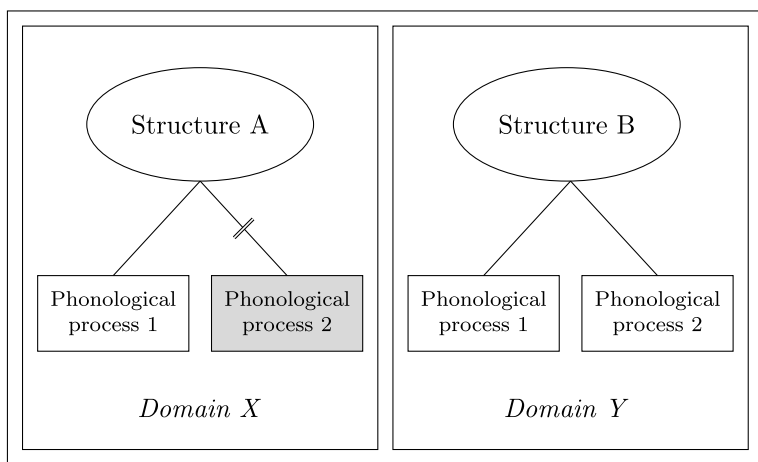 Structure A
Phonological
process 1
Phonological
process 2
Domain X
Structure B
Phonological
process 1
Phonological
process 2
Domain Y